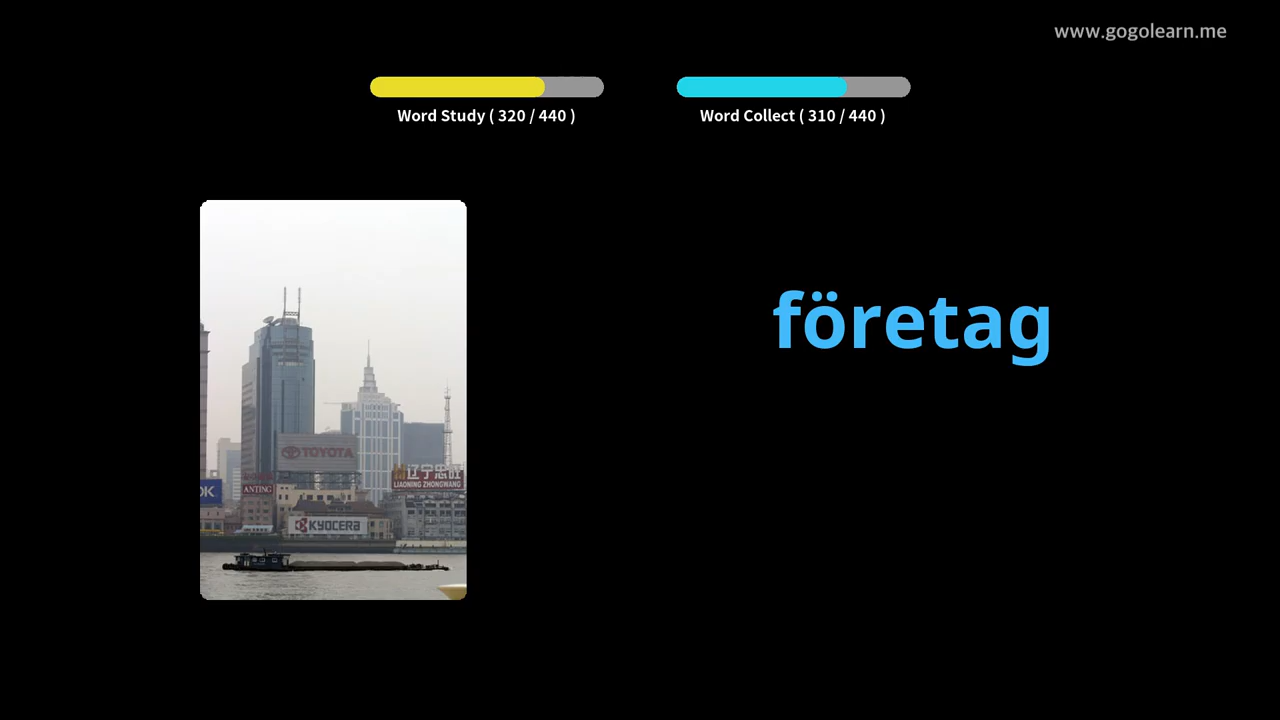 www.gogolearn.me
Word Study ( 320 / 440 )
Word Collect ( 310 / 440 )
företag
TOYOTA
辽宁忠旺
LIAONING ZHONGWANG
OK
ANTING
KYOCERA